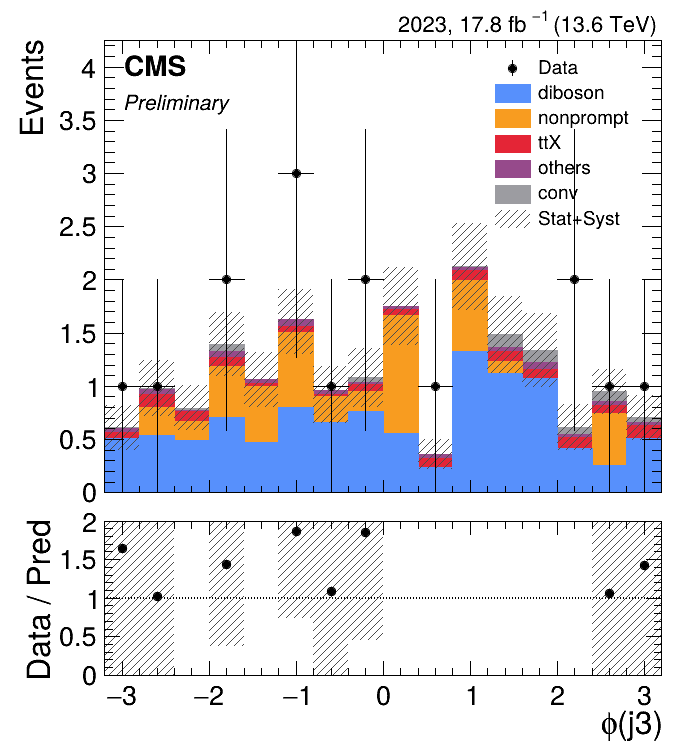 2023, 17.8 fb⁻¹ (13.6 TeV)
CMS
Preliminary
Data
diboson
nonprompt
ttX
others
conv
Stat+Syst
Events
4
3.5
3
2.5
2
1.5
1
0.5
0
Data / Pred
2
1.5
1
0.5
0
−3 −2 −1 0 1 2 3
ϕ(j3)